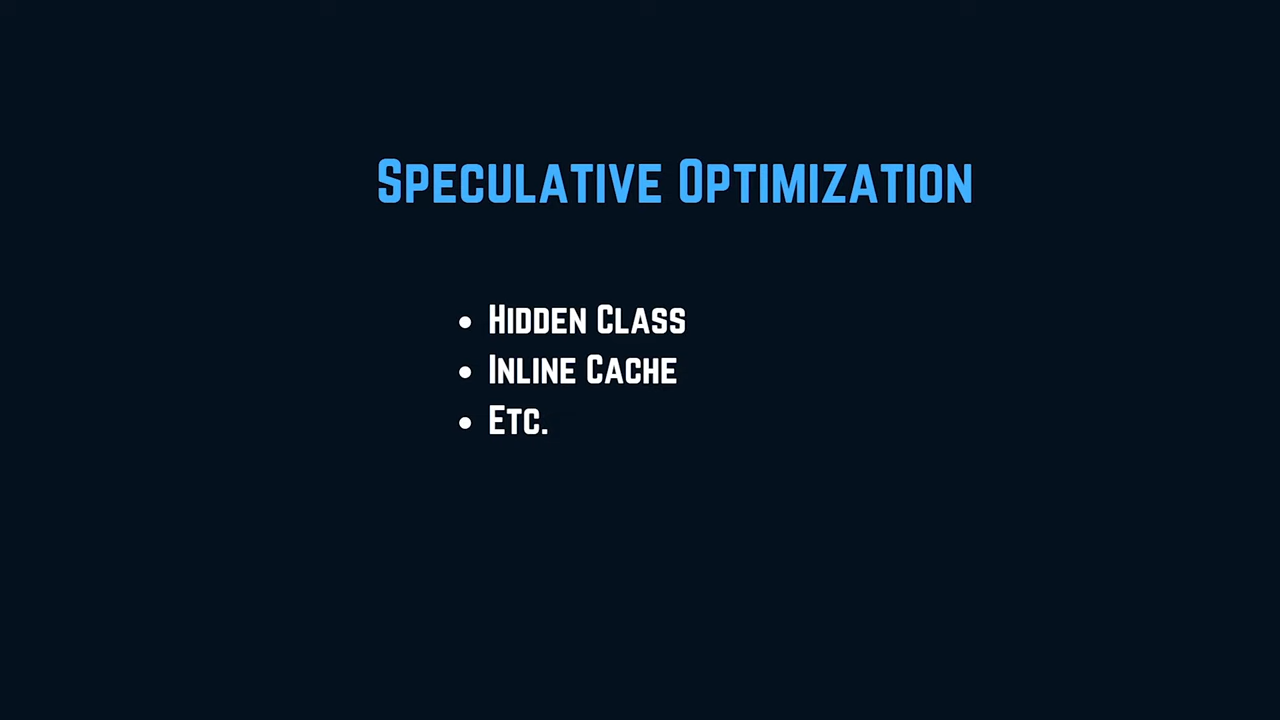 Speculative Optimization
• Hidden Class
• Inline Cache
• Etc.